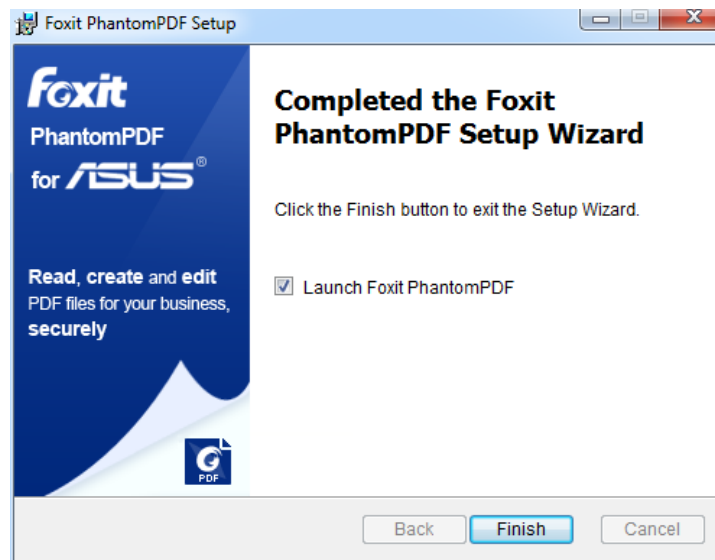 Foxit PhantomPDF Setup
Foxit
PhantomPDF
for ASUS®
Read, create and edit
PDF files for your business,
securely
PDF
Completed the Foxit
PhantomPDF Setup Wizard
Click the Finish button to exit the Setup Wizard.
Launch Foxit PhantomPDF
Back Finish Cancel